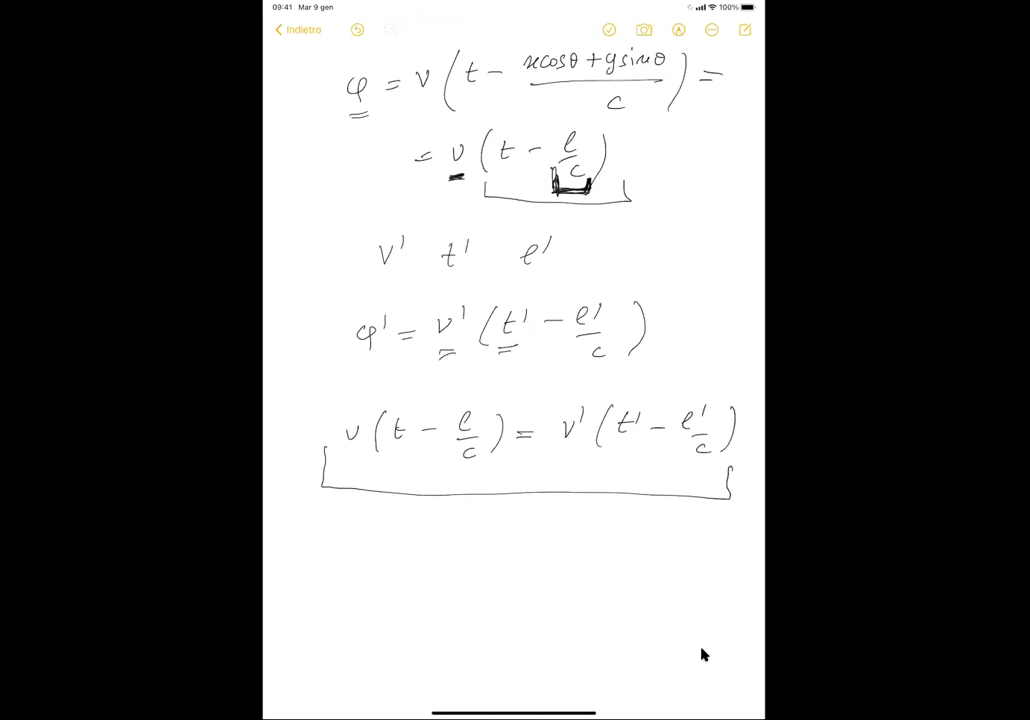 09:41 Mar 9 gen 100%
Indietro
φ = ν ( t - (x cosθ + y sinθ)/c ) =
= ν ( t - ℓ/c )
ν' t' ℓ'
φ' = ν' ( t' - ℓ'/c )
ν ( t - ℓ/c ) = ν' ( t' - ℓ'/c )